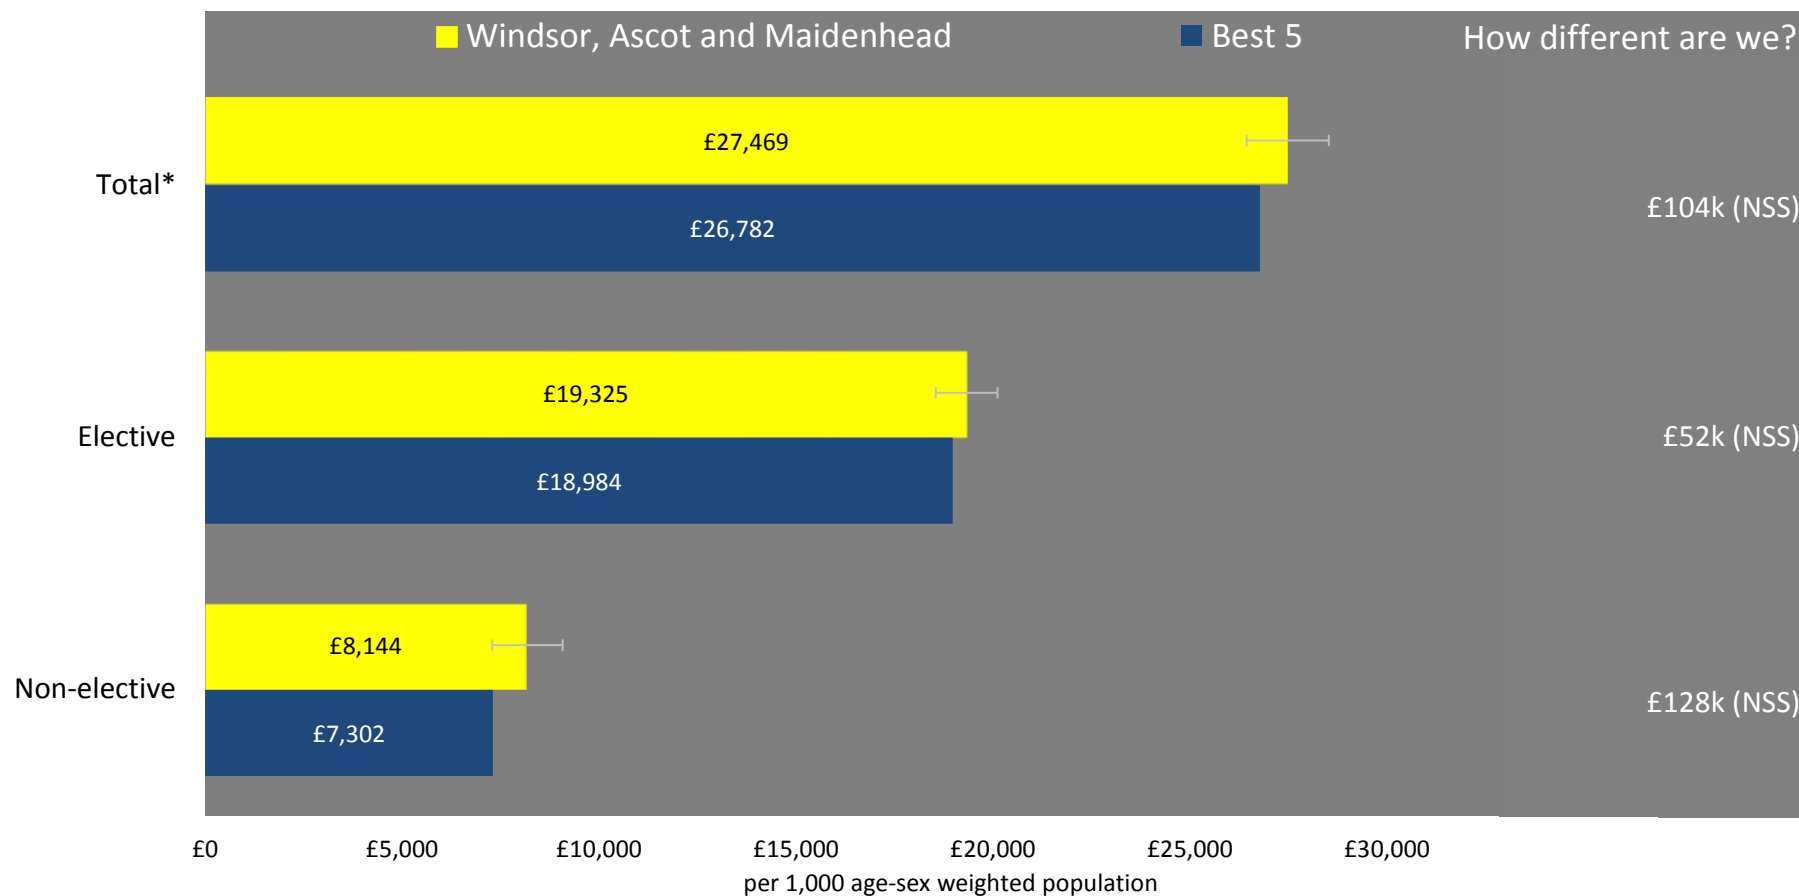 Windsor, Ascot and Maidenhead Best 5 How different are we?
£27,469
Total*
£26,782
£104k (NSS)
£19,325
Elective
£18,984
£52k (NSS)
£8,144
Non-elective
£7,302
£128k (NSS)
£0 £5,000 £10,000 £15,000 £20,000 £25,000 £30,000
per 1,000 age-sex weighted population